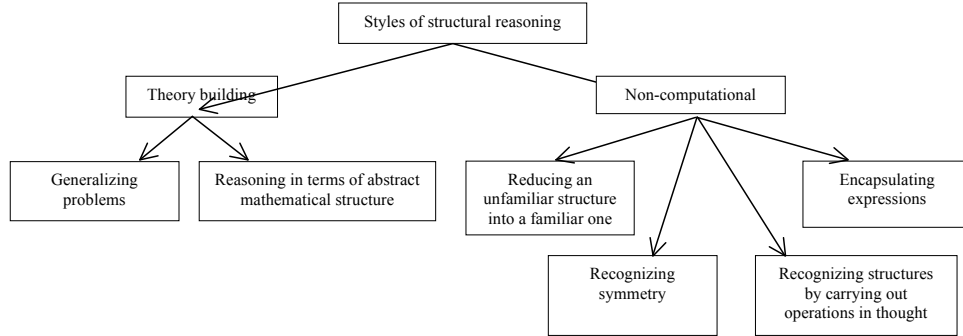 Styles of structural reasoning
Theory building
Non-computational
Generalizing
problems
Reasoning in terms of abstract
mathematical structure
Reducing an
unfamiliar structure
into a familiar one
Encapsulating
expressions
Recognizing
symmetry
Recognizing structures
by carrying out
operations in thought